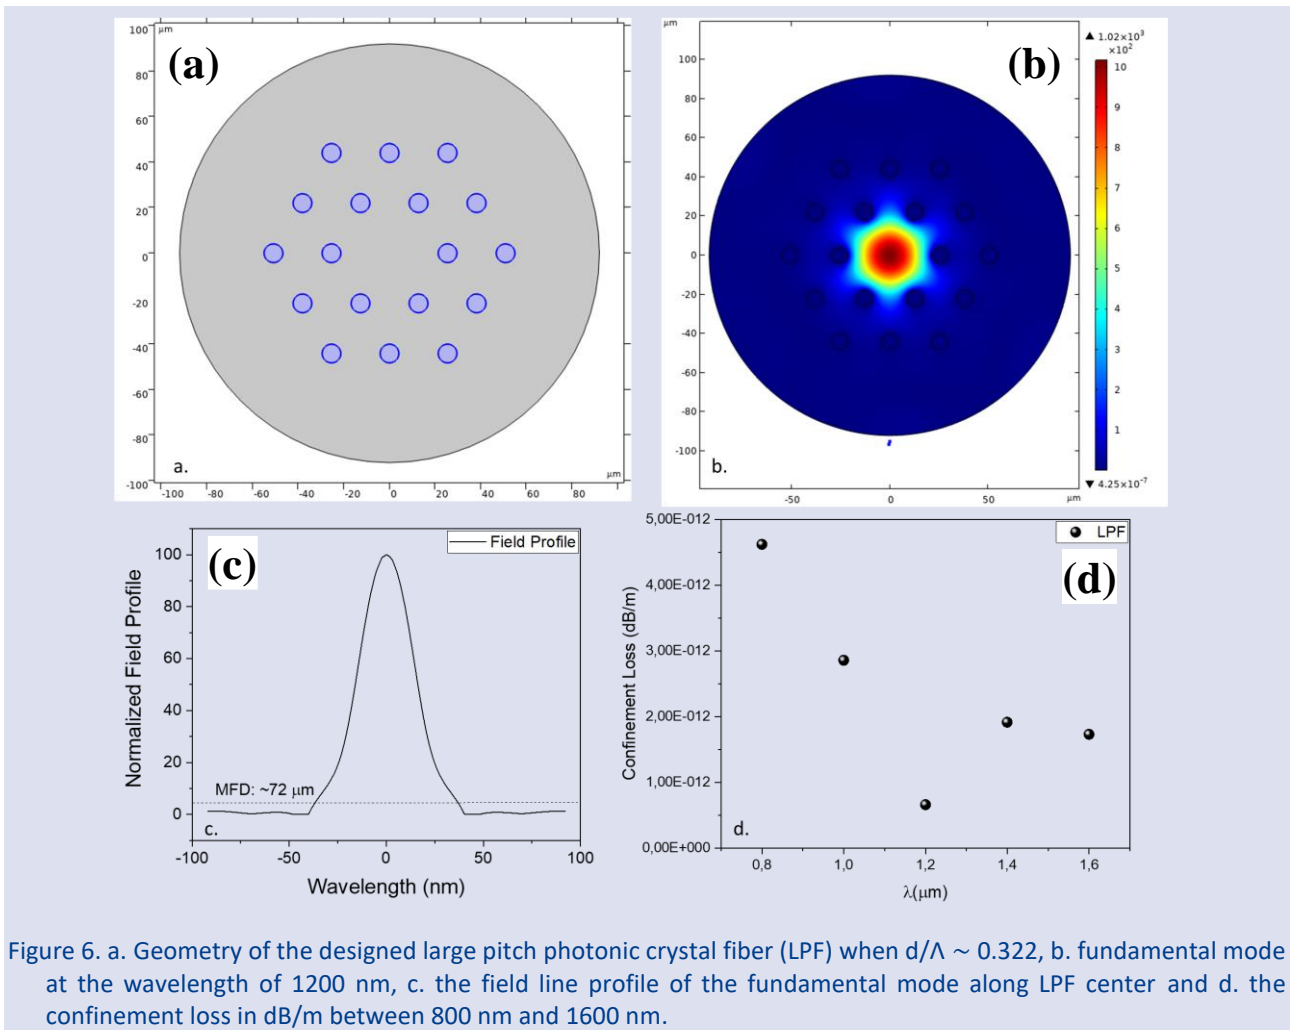 μm
(a)
100
80
60
40
20
0
-20
-40
-60
-80
-100
a.
μm
-100 -80 -60 -40 -20 0 20 40 60 80
μm
(b)
100
80
60
40
20
0
-20
-40
-60
-80
-100
b.
-50 0 50 μm
▲ 1.02×10³
×10²
10
9
8
7
6
5
4
3
2
1
▼ 4.25×10⁻⁷
Normalized Field Profile
100
80
60
40
20
0
(c)
Field Profile
MFD: ~72 μm
c.
-100 -50 0 50 100
Wavelength (nm)
Confinement Loss (dB/m)
5,00E-012
4,00E-012
3,00E-012
2,00E-012
1,00E-012
0,00E+000
LPF
(d)
d.
0,8 1,0 1,2 1,4 1,6
λ(μm)
Figure 6. a. Geometry of the designed large pitch photonic crystal fiber (LPF) when d/Λ ~ 0.322, b. fundamental mode
at the wavelength of 1200 nm, c. the field line profile of the fundamental mode along LPF center and d. the
confinement loss in dB/m between 800 nm and 1600 nm.